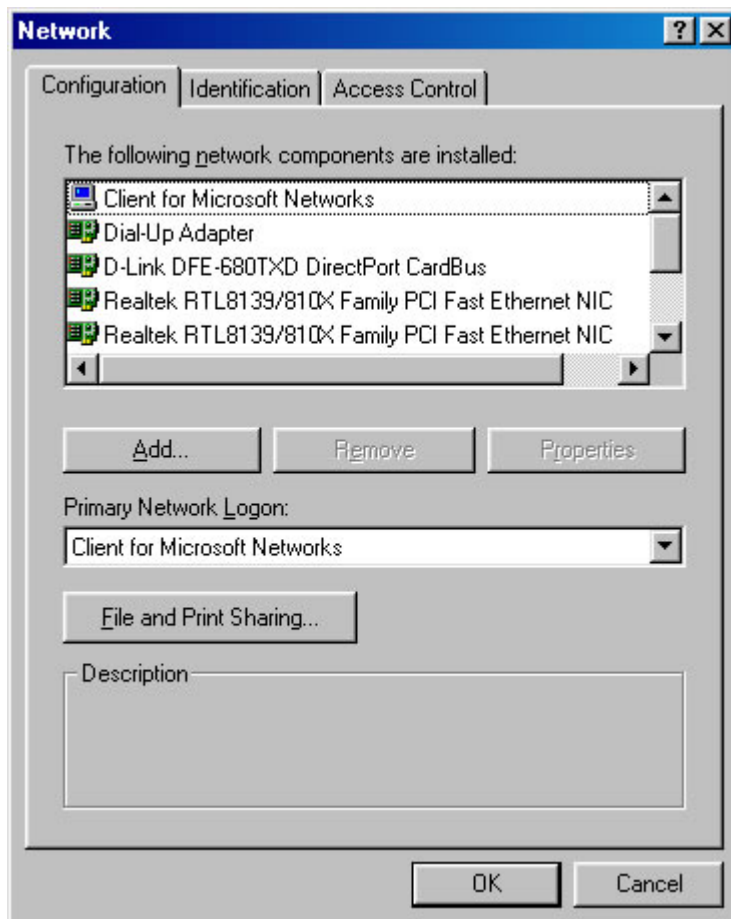 Network
Configuration Identification Access Control
The following network components are installed:
Client for Microsoft Networks
Dial-Up Adapter
D-Link DFE-680TXD DirectPort CardBus
Realtek RTL8139/810X Family PCI Fast Ethernet NIC
Realtek RTL8139/810X Family PCI Fast Ethernet NIC
Add... Remove Properties
Primary Network Logon:
Client for Microsoft Networks
File and Print Sharing...
Description
OK Cancel